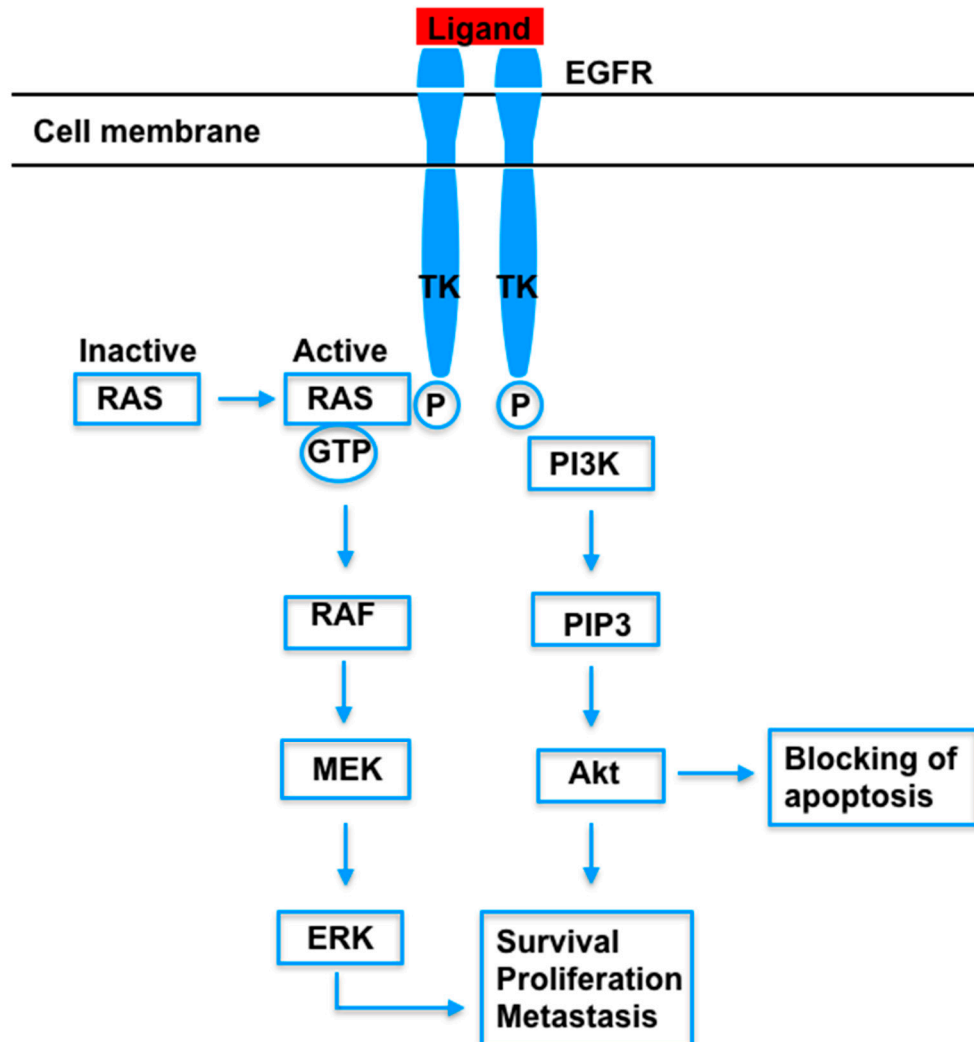 Ligand
EGFR
Cell membrane
TK TK
Inactive Active
RAS RAS P P
GTP PI3K
RAF PIP3
MEK Akt Blocking of
apoptosis
ERK Survival
Proliferation
Metastasis